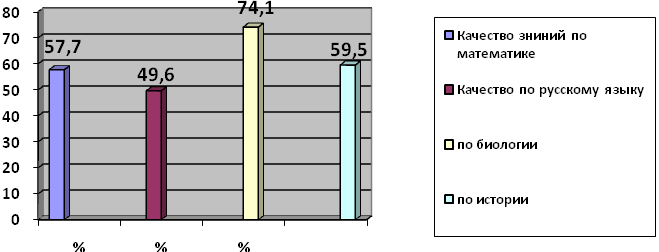 80
70
60
50
40
30
20
10
0
57,7
49,6
74,1
59,5
% % %
Качество зниний по
математике
Качество по русскому языку
по биологии
по истории